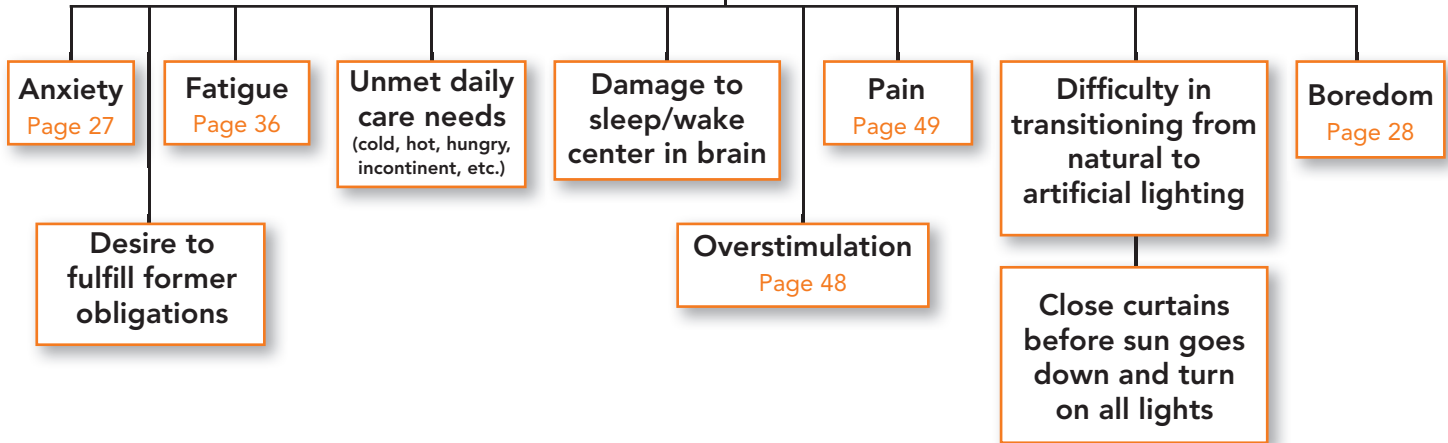 Anxiety
Page 27
Fatigue
Page 36
Unmet daily
care needs
(cold, hot, hungry,
incontinent, etc.)
Damage to
sleep/wake
center in brain
Pain
Page 49
Difficulty in
transitioning from
natural to
artificial lighting
Boredom
Page 28
Desire to
fulfill former
obligations
Overstimulation
Page 48
Close curtains
before sun goes
down and turn
on all lights